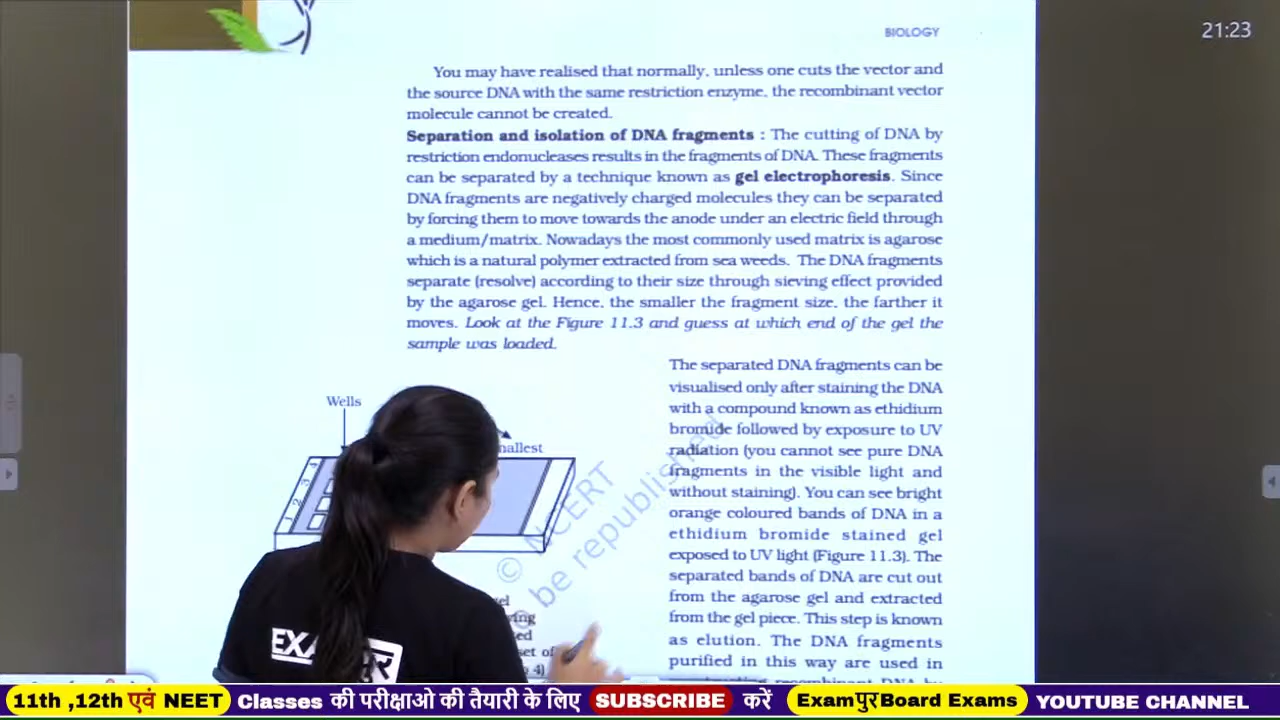 BIOLOGY
21:23
You may have realised that normally, unless one cuts the vector and
the source DNA with the same restriction enzyme, the recombinant vector
molecule cannot be created.
Separation and isolation of DNA fragments : The cutting of DNA by
restriction endonucleases results in the fragments of DNA. These fragments
can be separated by a technique known as gel electrophoresis. Since
DNA fragments are negatively charged molecules they can be separated
by forcing them to move towards the anode under an electric field through
a medium/matrix. Nowadays the most commonly used matrix is agarose
which is a natural polymer extracted from sea weeds. The DNA fragments
separate (resolve) according to their size through sieving effect provided
by the agarose gel. Hence, the smaller the fragment size, the farther it
moves. Look at the Figure 11.3 and guess at which end of the gel the
sample was loaded.
Wells
1 2 3 4
© NCERT
be republished
The separated DNA fragments can be
visualised only after staining the DNA
with a compound known as ethidium
bromide followed by exposure to UV
radiation (you cannot see pure DNA
fragments in the visible light and
without staining). You can see bright
orange coloured bands of DNA in a
ethidium bromide stained gel
exposed to UV light (Figure 11.3). The
separated bands of DNA are cut out
from the agarose gel and extracted
from the gel piece. This step is known
as elution. The DNA fragments
purified in this way are used in
set of
4)
11th ,12th एवं NEET Classes की परीक्षाओ की तैयारी के लिए SUBSCRIBE करें Examपुर Board Exams YOUTUBE CHANNEL